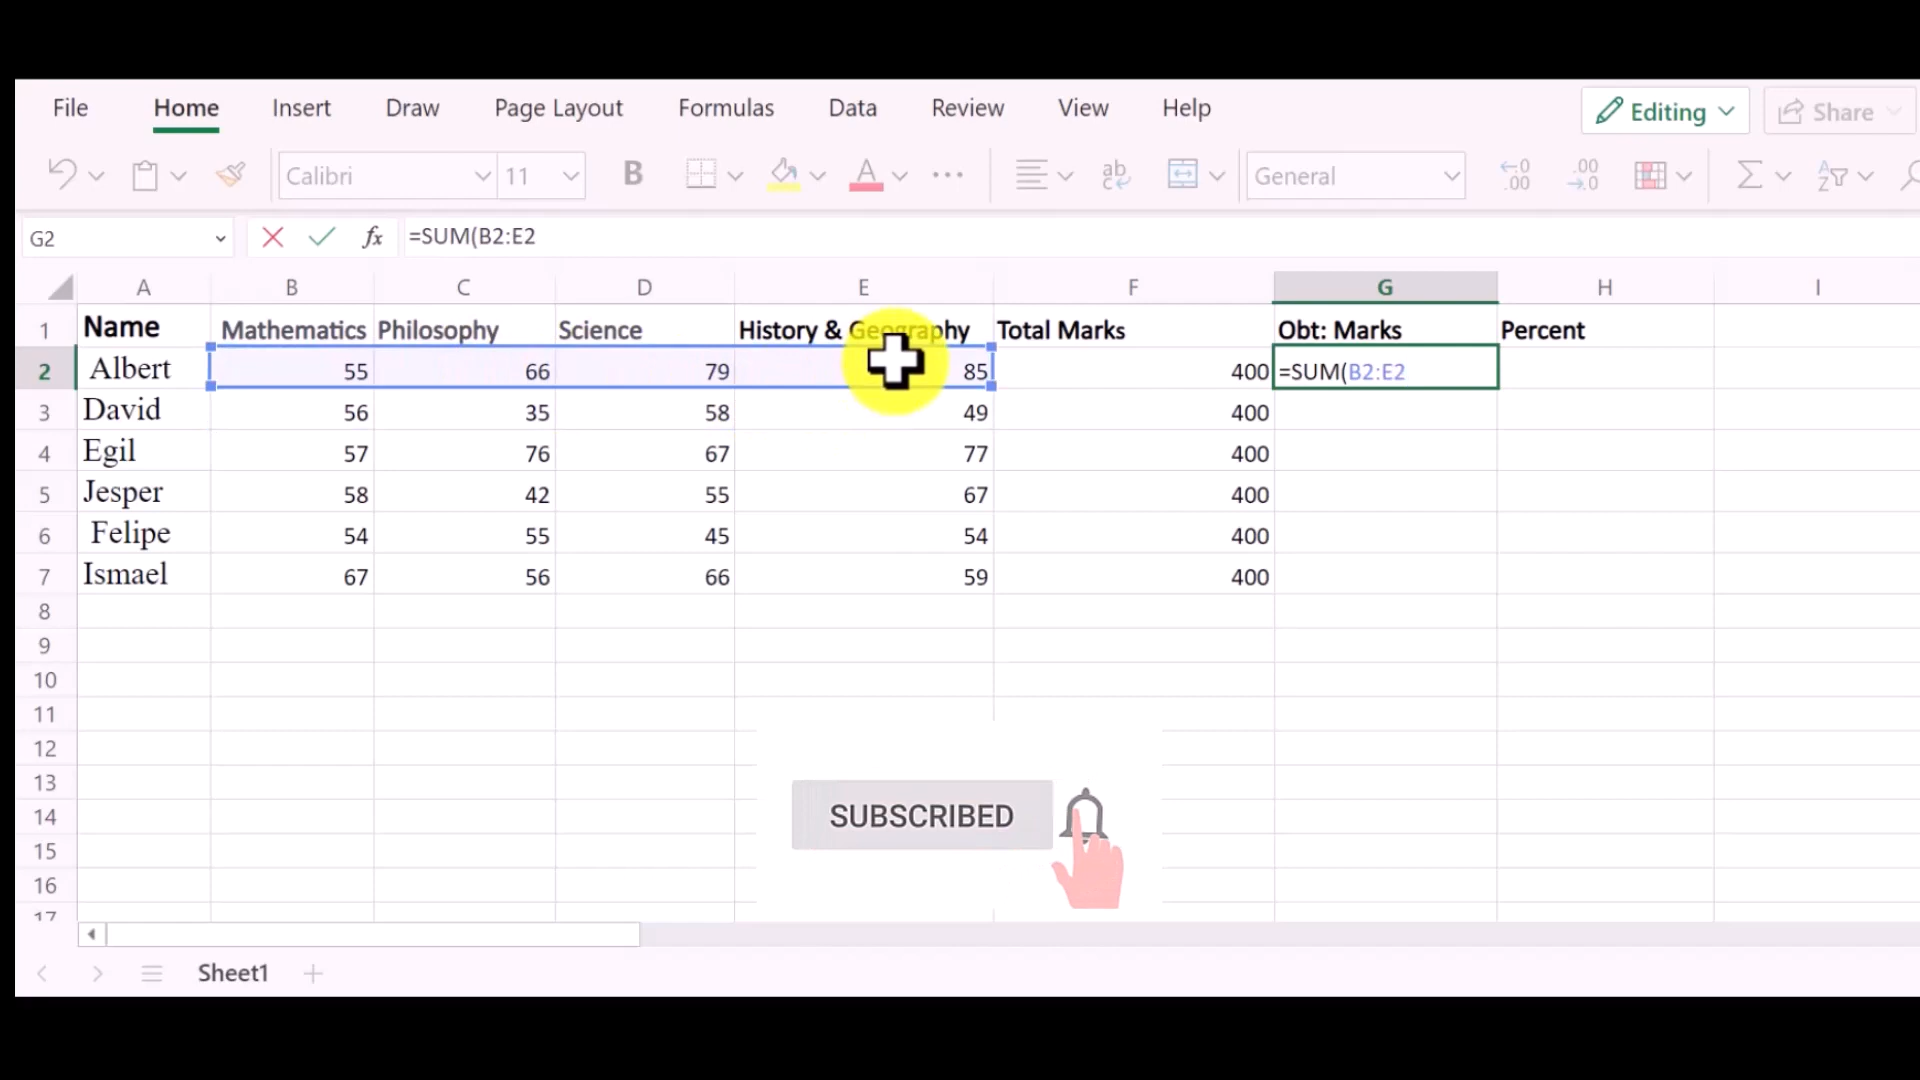 File Home Insert Draw Page Layout Formulas Data Review View Help Editing Share
Calibri 11 B A ab General .00 .00
G2 fx =SUM(B2:E2
A B C D E F G H I
1 Name Mathematics Philosophy Science History & Geography Total Marks Obt: Marks Percent
2 Albert 55 66 79 85 400 =SUM(B2:E2
3 David 56 35 58 49 400
4 Egil 57 76 67 77 400
5 Jesper 58 42 55 67 400
6 Felipe 54 55 45 54 400
7 Ismael 67 56 66 59 400
8
9
10
11
12
13
14
15
16
17
SUBSCRIBED
Sheet1